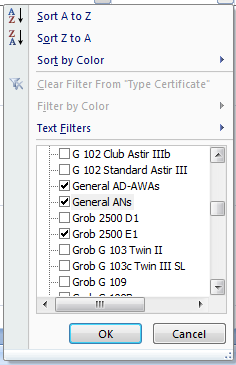 Sort A to Z
Sort Z to A
Sort by Color
Clear Filter From "Type Certificate"
Filter by Color
Text Filters
G 102 Club Astir IIIb
G 102 Standard Astir III
General AD-AWAs
General ANs
Grob 2500 D1
Grob 2500 E1
Grob G 103 Twin II
Grob G 103c Twin III SL
Grob G 109
Grob G 109B
OK
Cancel